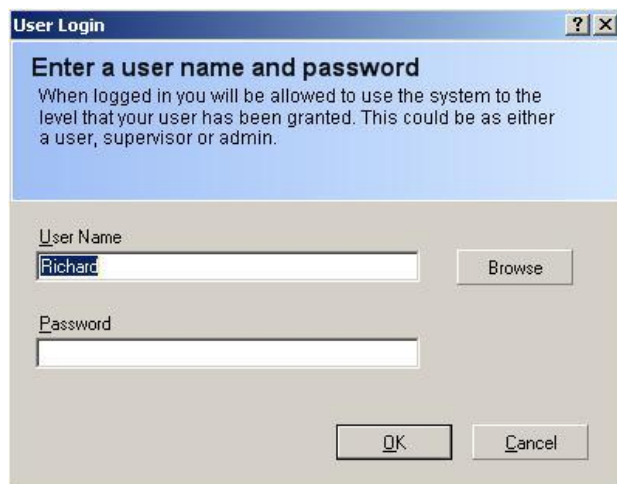 User Login
Enter a user name and password
When logged in you will be allowed to use the system to the
level that your user has been granted. This could be as either
a user, supervisor or admin.
User Name
Richard
Browse
Password
OK
Cancel